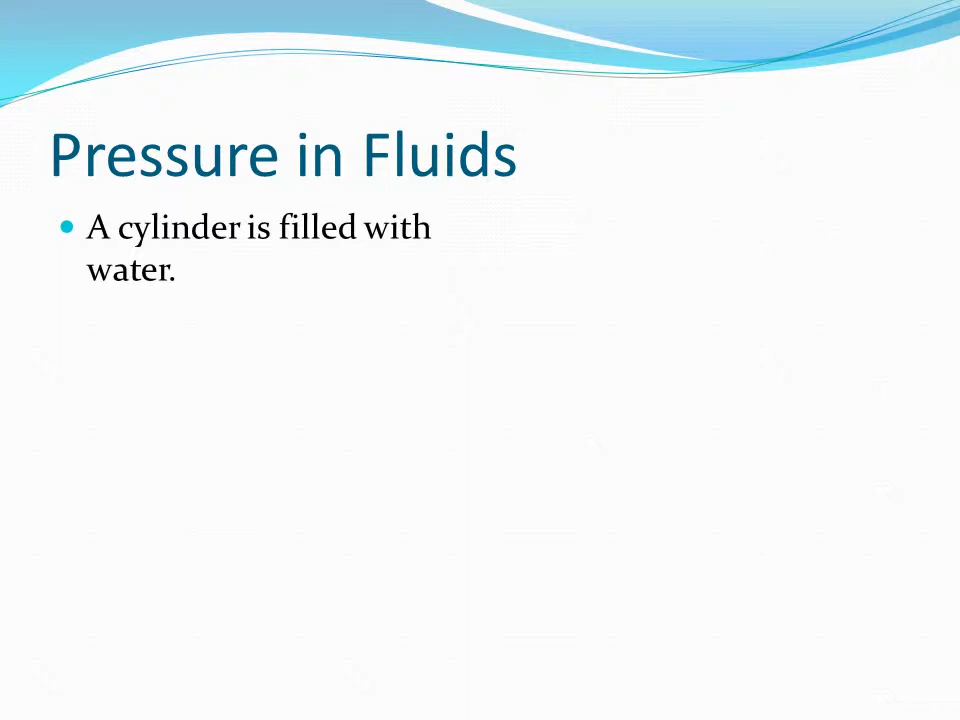 Pressure in Fluids
A cylinder is filled with
water.